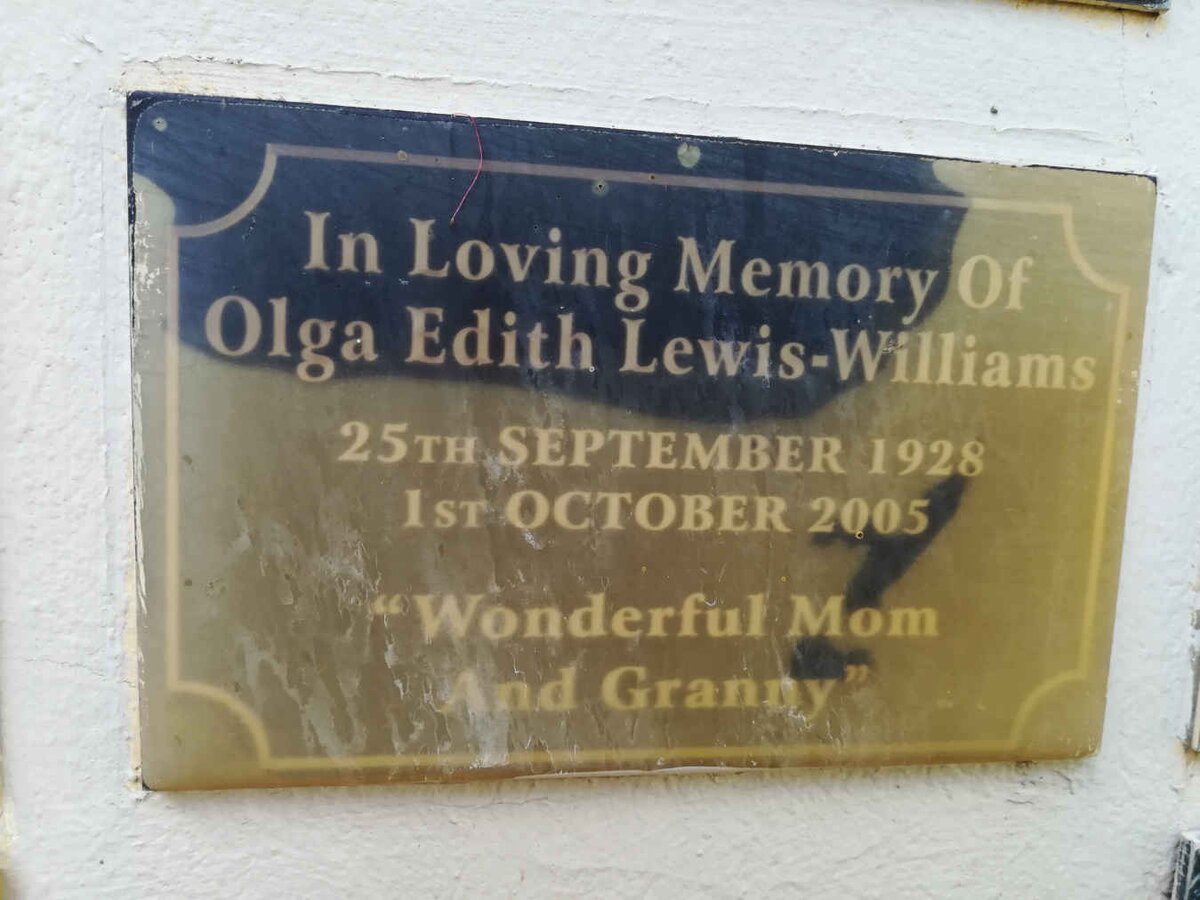 In Loving Memory Of
Olga Edith Lewis-Williams
25TH SEPTEMBER 1928
1ST OCTOBER 2005
"Wonderful Mom
And Granny"